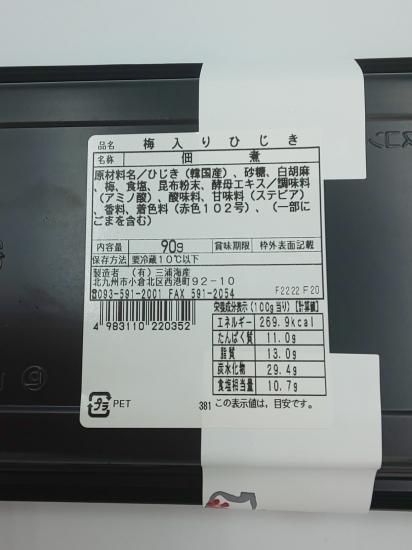 品名 梅入りひじき
名称 佃煮
原材料名／ひじき（韓国産）、砂糖、白胡麻
、梅、食塩、昆布粉末、酵母エキス／調味料
（アミノ酸）、酸味料、甘味料（ステビア）
、香料、着色料（赤色１０２号）、（一部に
ごまを含む）
内容量 90g 賞味期限 枠外表面記載
保存方法 要冷蔵10℃以下
製造者 （有）三浦海産
北九州市小倉北区西港町９２－１０
☎093-591-2001 FAX 591-2054
F2222 F20
4 983110 220352
栄養成分表示（100g当り）【計算値】
エネルギー 269.9kcal
たんぱく質 11.0g
脂質 13.0g
炭水化物 29.4g
食塩相当量 10.7g
プラ PET 381 この表示値は、目安です。